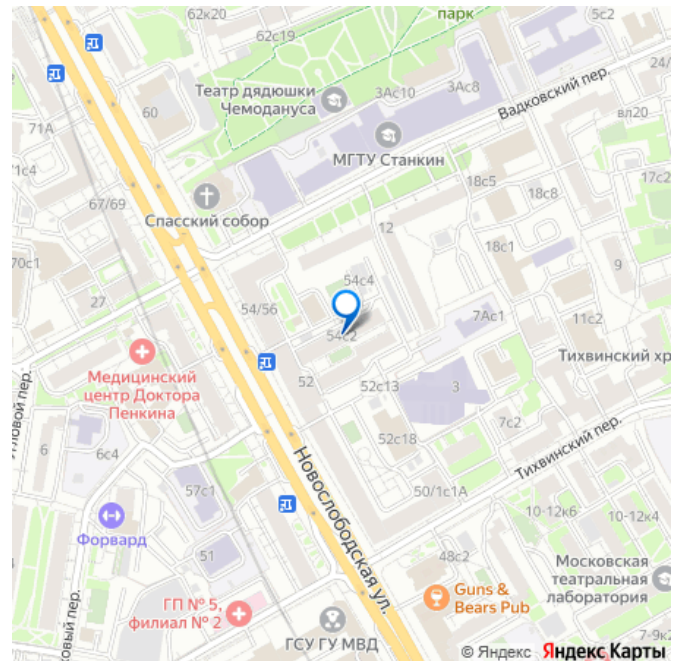 62к20
62с19
парк
5с2
60
Театр дядюшки
Чемодануса
3Ас10
3Ас8
24/
Вадковский пер.
71А
вл20
МГТУ Станкин
1с4
67/69
Спасский собор
18с5
18с8
17с2
12
70с1
18с1
9
27
54с4
54/56
54с2
7Ас1
11с2
Медицинский
центр Доктора
Пенкина
Тихвинский хр
52
52с13
3
6
6с4
52с18
7с2
Тихвинский пер.
Новослободская ул.
57с1
50/1с1А
10-12к6
10-12к4
Форвард
51
48с2
Московская
театральная
лаборатория
Guns &
Bears Pub
ГП № 5,
филиал № 2
ГСУ ГУ МВД
7-9к2
© Яндекс Яндекс Карты